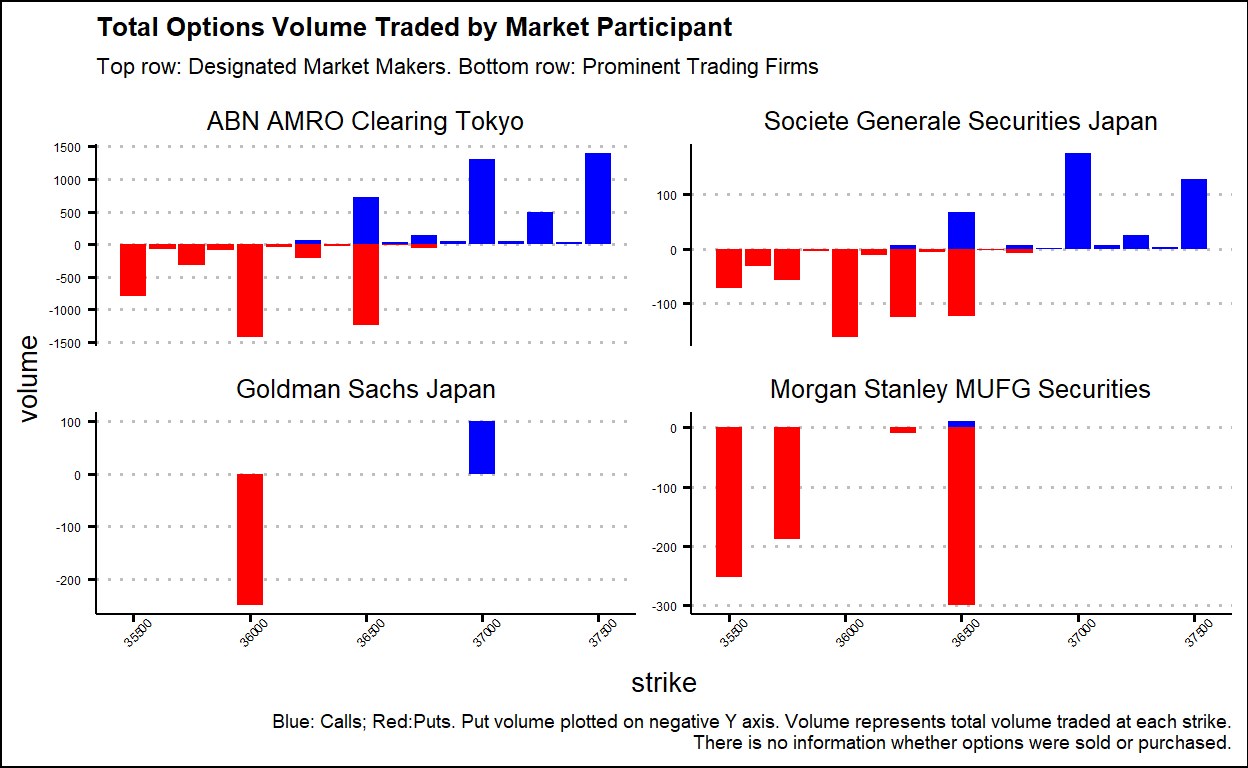 Total Options Volume Traded by Market Participant
Top row: Designated Market Makers. Bottom row: Prominent Trading Firms
ABN AMRO Clearing Tokyo
1500
1000
500
0
-500
-1000
-1500
Societe Generale Securities Japan
100
0
-100
volume
Goldman Sachs Japan
100
0
-100
-200
35500
36000
36500
37000
37500
Morgan Stanley MUFG Securities
0
-100
-200
-300
35500
36000
36500
37000
37500
strike
Blue: Calls; Red:Puts. Put volume plotted on negative Y axis. Volume represents total volume traded at each strike.
There is no information whether options were sold or purchased.